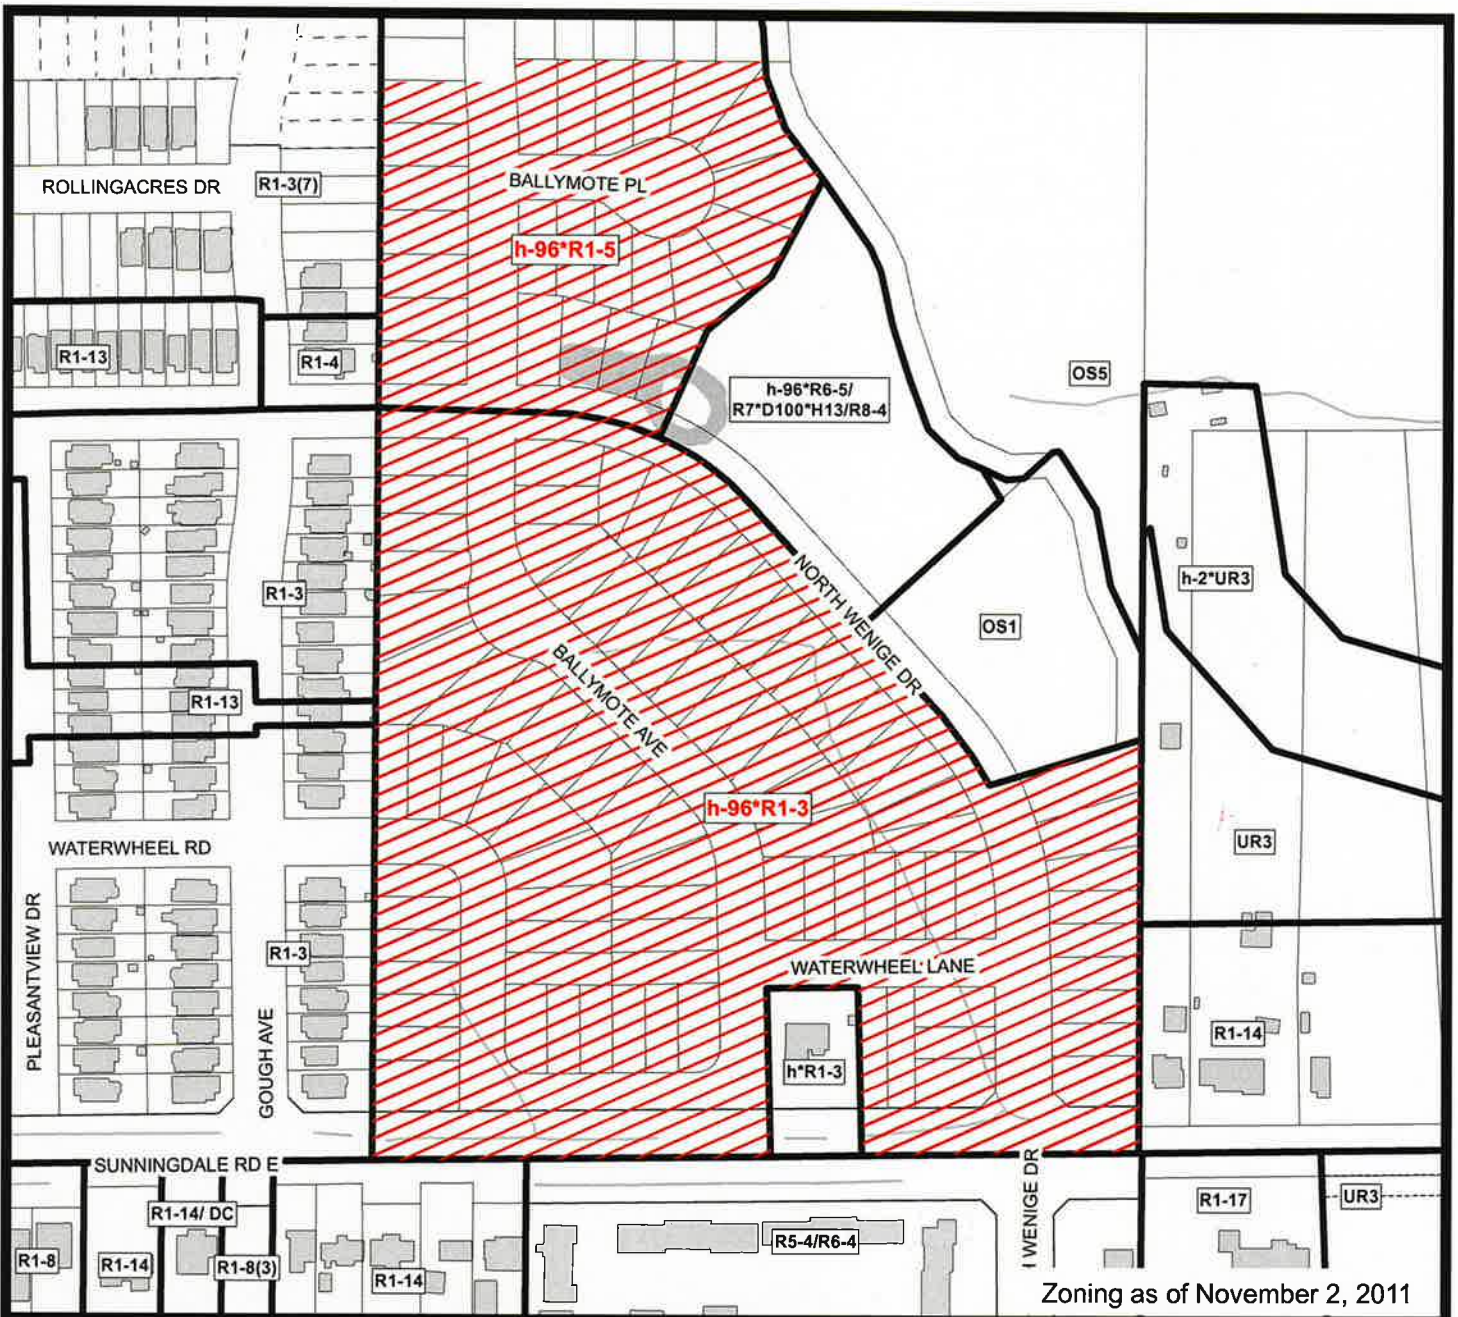 ROLLINGACRES DR
R1-3(7)
BALLYMOTE PL
h-96*R1-5
R1-13
R1-4
h-96*R6-5/
R7*D100*H13/R8-4
OS5
h-2*UR3
R1-3
NORTH WENIGE DR
OS1
BALLYMOTE AVE
R1-13
h-96*R1-3
WATERWHEEL RD
UR3
PLEASANTVIEW DR
R1-3
WATERWHEEL LANE
GOUGH AVE
h*R1-3
R1-14
SUNNINGDALE RD E
WENIGE DR
R1-14/ DC
R1-17
UR3
R1-8
R1-14
R1-8(3)
R1-14
R5-4/R6-4
Zoning as of November 2, 2011